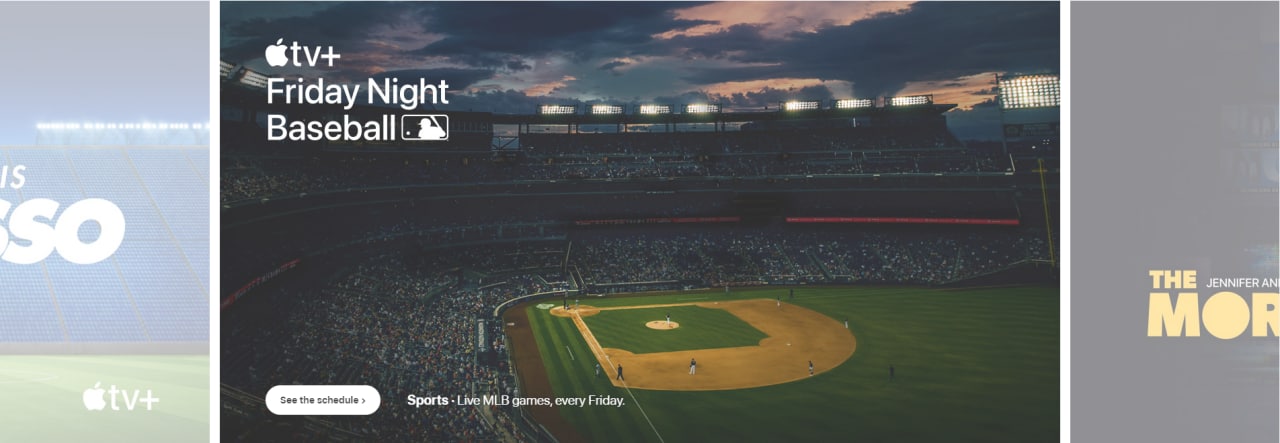 IS
SSO
tv+
tv+
Friday Night
Baseball
See the schedule ›
Sports · Live MLB games, every Friday.
THE
JENNIFER AN
MOR